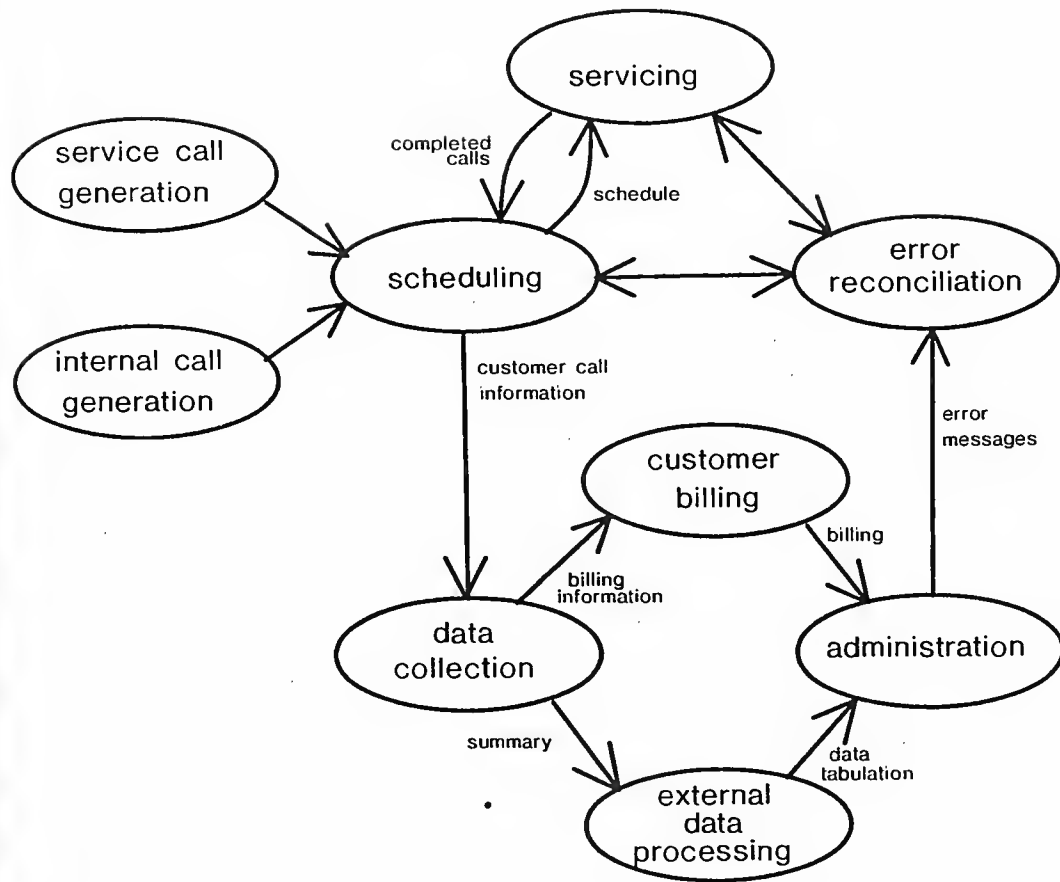 servicing
completed
calls
schedule
service call
generation
scheduling
error
reconciliation
internal call
generation
customer call
information
error
messages
customer
billing
billing
billing
information
data
collection
administration
summary
data
tabulation
external
data
processing